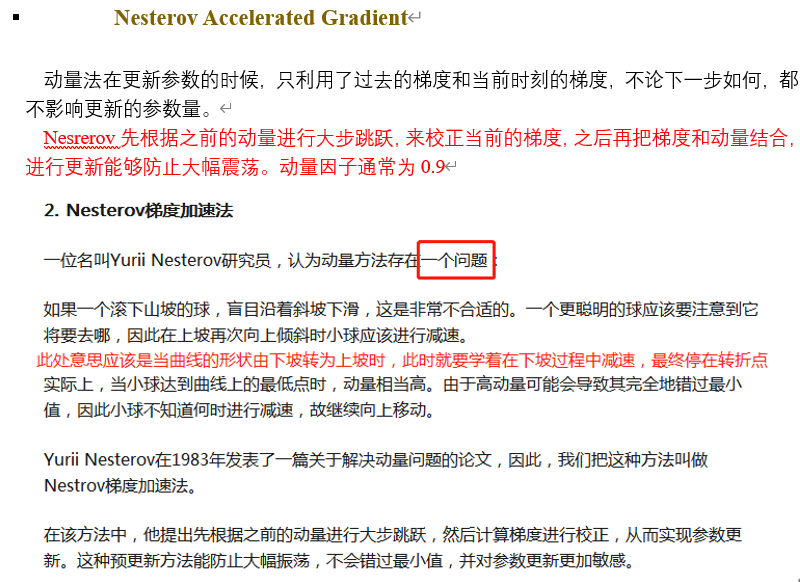 Nesterov Accelerated Gradient
动量法在更新参数的时候，只利用了过去的梯度和当前时刻的梯度，不论下一步如何，都
不影响更新的参数量。
Nesrerov 先根据之前的动量进行大步跳跃，来校正当前的梯度，之后再把梯度和动量结合，
进行更新能够防止大幅震荡。动量因子通常为 0.9
2. Nesterov梯度加速法
一位名叫Yurii Nesterov研究员，认为动量方法存在一个问题：
如果一个滚下山坡的球，盲目沿着斜坡下滑，这是非常不合适的。一个更聪明的球应该要注意到它
将要去哪，因此在上坡再次向上倾斜时小球应该进行减速。
此处意思应该是当曲线的形状由下坡转为上坡时，此时就要学着在下坡过程中减速，最终停在转折点
实际上，当小球达到曲线上的最低点时，动量相当高。由于高动量可能会导致其完全地错过最小
值，因此小球不知道何时进行减速，故继续向上移动。
Yurii Nesterov在1983年发表了一篇关于解决动量问题的论文，因此，我们把这种方法叫做
Nestrov梯度加速法。
在该方法中，他提出先根据之前的动量进行大步跳跃，然后计算梯度进行校正，从而实现参数更
新。这种预更新方法能防止大幅振荡，不会错过最小值，并对参数更新更加敏感。